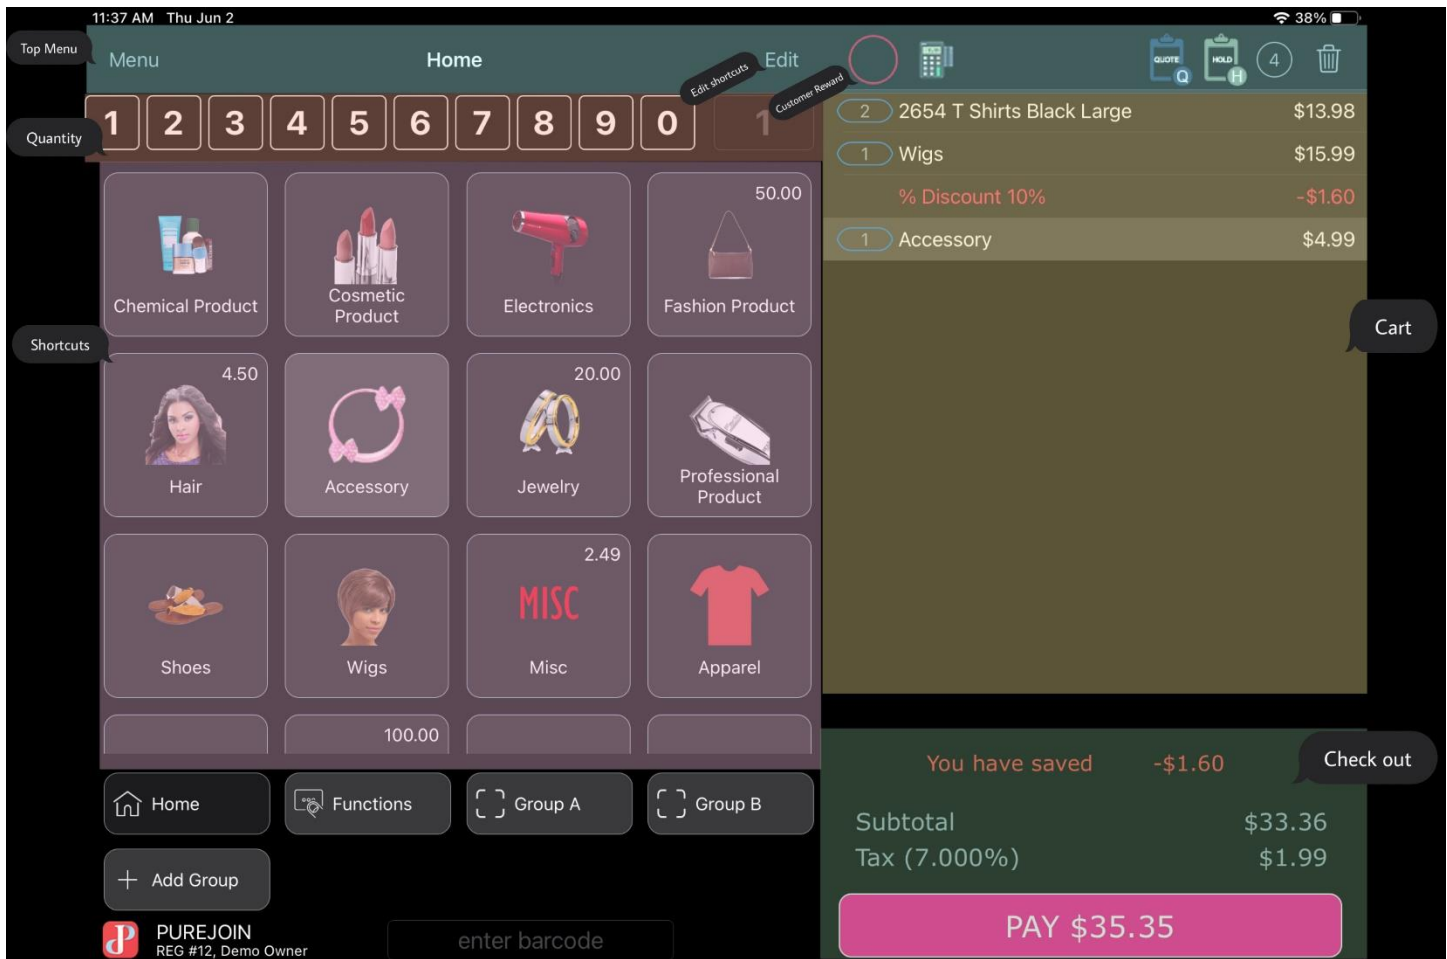 11:37 AM Thu Jun 2
38%
Top Menu
Menu
Home
Edit
Edit shortcuts
Customer Reward
QUOTE
Q
HOLD
H
4
Quantity
1 2 3 4 5 6 7 8 9 0 1
Shortcuts
Chemical Product
Cosmetic
Product
Electronics
50.00
Fashion Product
4.50
Hair
Accessory
20.00
Jewelry
Professional
Product
Shoes
Wigs
2.49
MISC
Misc
Apparel
100.00
Home
Functions
Group A
Group B
Add Group
PUREJOIN
REG #12, Demo Owner
enter barcode
2 2654 T Shirts Black Large $13.98
1 Wigs $15.99
% Discount 10% -$1.60
1 Accessory $4.99
Cart
Check out
You have saved -$1.60
Subtotal $33.36
Tax (7.000%) $1.99
PAY $35.35